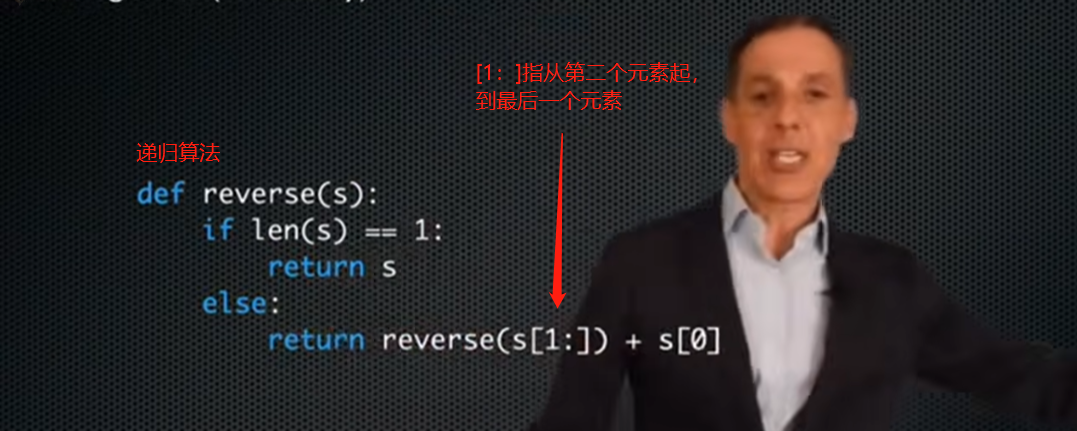 [1：]指从第二个元素起，
到最后一个元素
递归算法
def reverse(s):
    if len(s) == 1:
        return s
    else:
        return reverse(s[1:]) + s[0]